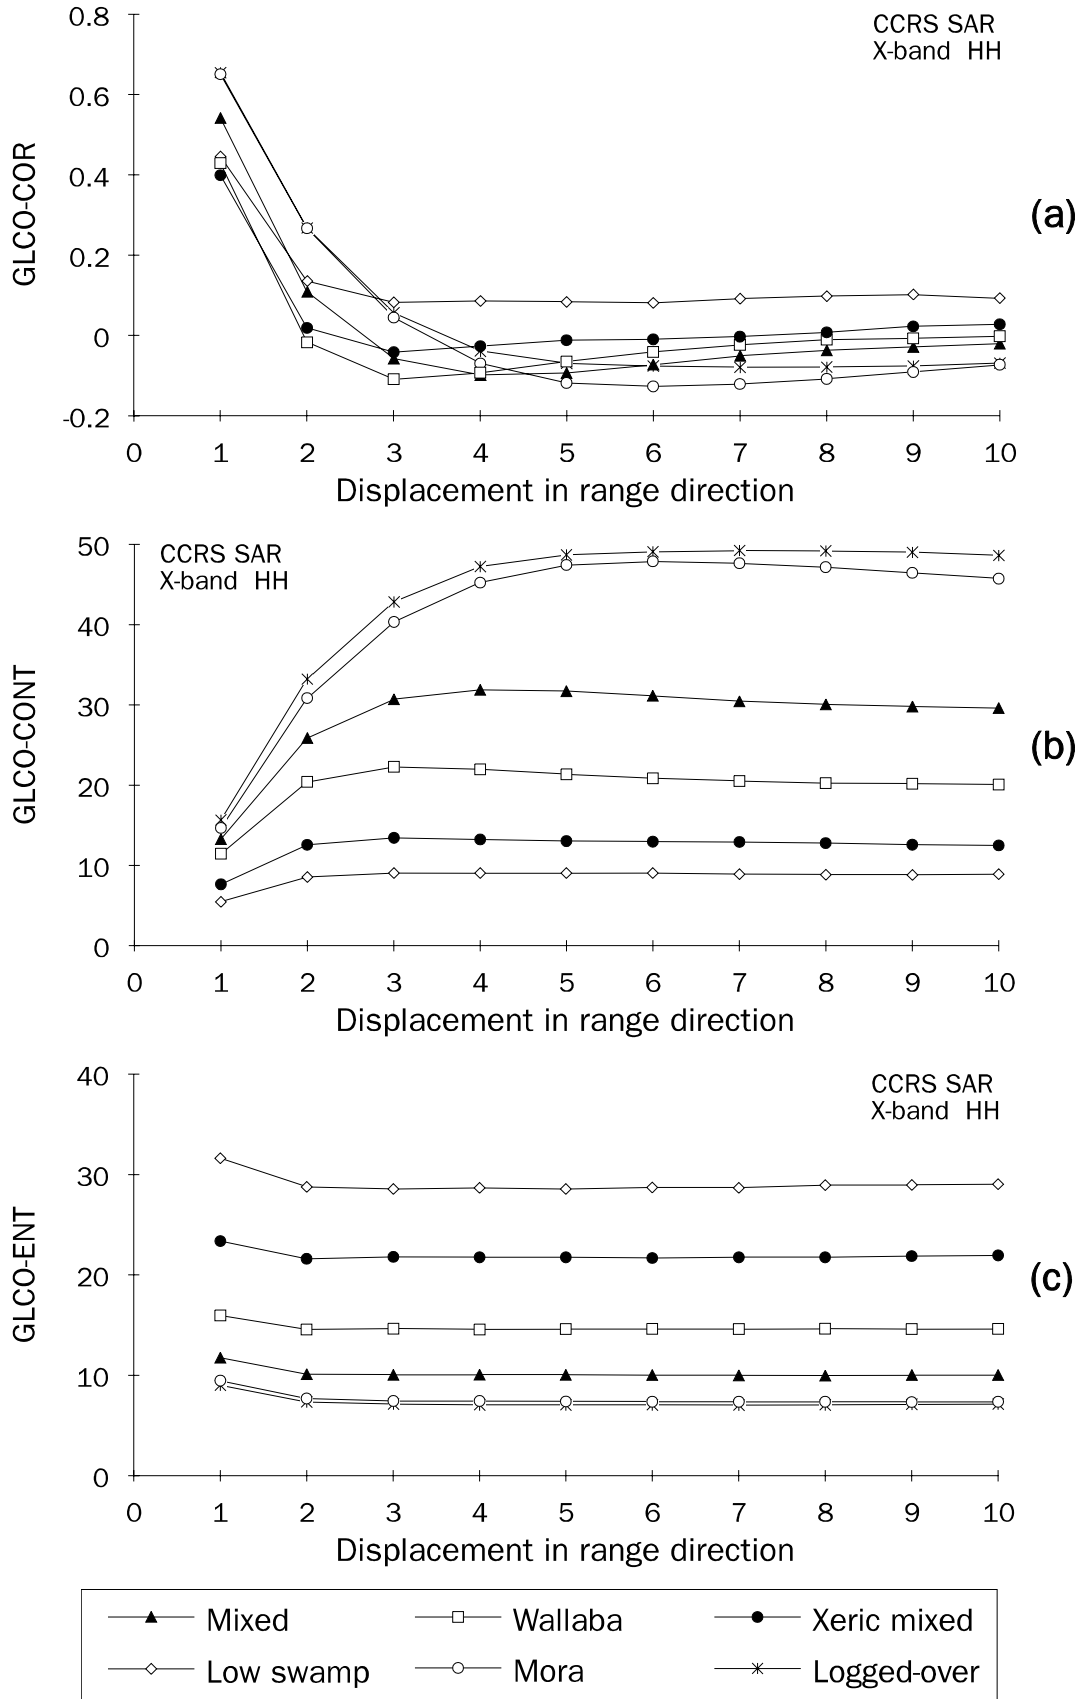 0.8
CCRS SAR
X-band HH
0.6
0.4
0.2
0
-0.2
GLCO-COR
(a)
0 1 2 3 4 5 6 7 8 9 10
Displacement in range direction
50
CCRS SAR
X-band HH
40
30
20
10
0
GLCO-CONT
(b)
0 1 2 3 4 5 6 7 8 9 10
Displacement in range direction
40
CCRS SAR
X-band HH
30
20
10
0
GLCO-ENT
(c)
0 1 2 3 4 5 6 7 8 9 10
Displacement in range direction
Mixed Wallaba Xeric mixed
Low swamp Mora Logged-over